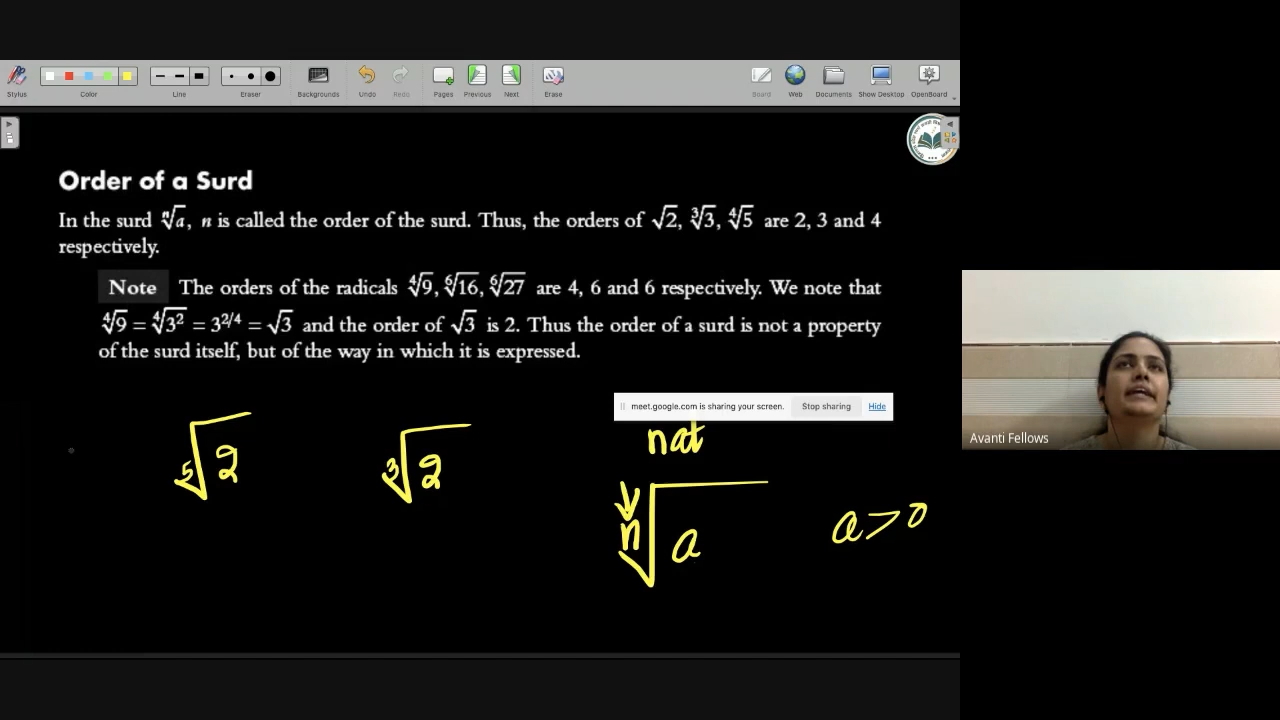 Stylus Color Line Eraser Backgrounds Undo Redo Pages Previous Next Erase Board Web Documents Show Desktop OpenBoard
Order of a Surd
In the surd ⁿ√a, n is called the order of the surd. Thus, the orders of √2, ³√3, ⁴√5 are 2, 3 and 4
respectively.
Note The orders of the radicals ⁴√9, ⁶√16, ⁶√27 are 4, 6 and 6 respectively. We note that
⁴√9 = ⁴√3² = 3^2/4 = √3 and the order of √3 is 2. Thus the order of a surd is not a property
of the surd itself, but of the way in which it is expressed.
meet.google.com is sharing your screen. Stop sharing Hide
nat
⁵√2 ³√2
ⁿ√a a>0
Avanti Fellows